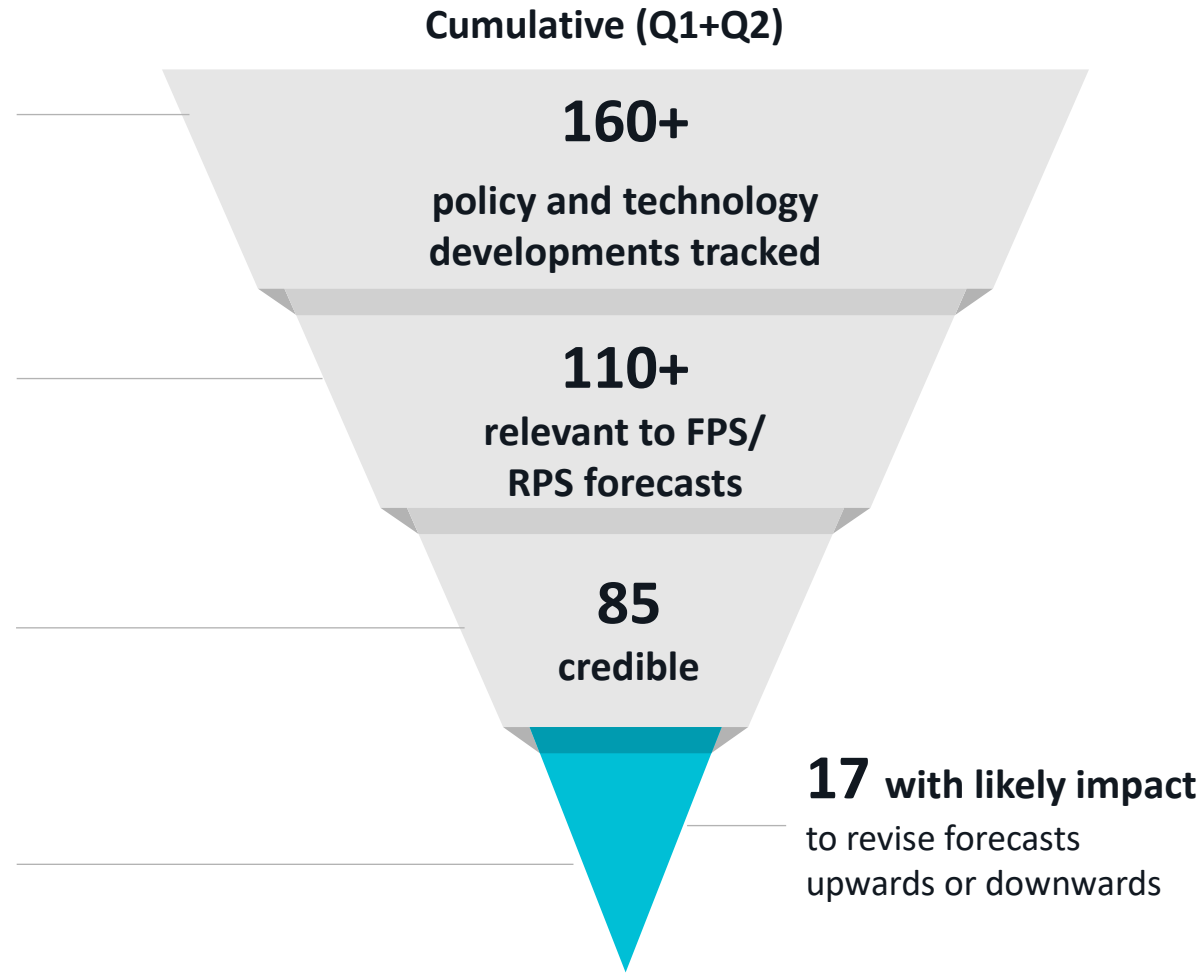 Cumulative (Q1+Q2)
160+
policy and technology
developments tracked
110+
relevant to FPS/
RPS forecasts
85
credible
17 with likely impact
to revise forecasts
upwards or downwards